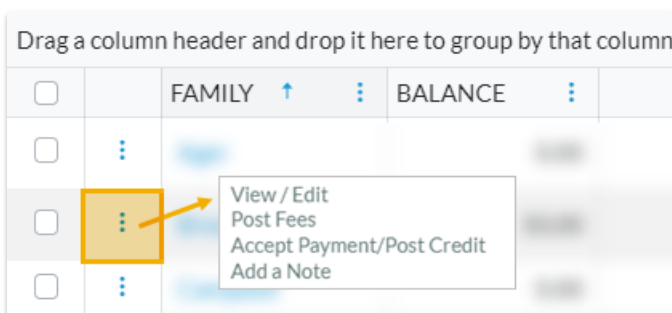 Drag a column header and drop it here to group by that column
FAMILY
BALANCE
View / Edit
Post Fees
Accept Payment/Post Credit
Add a Note